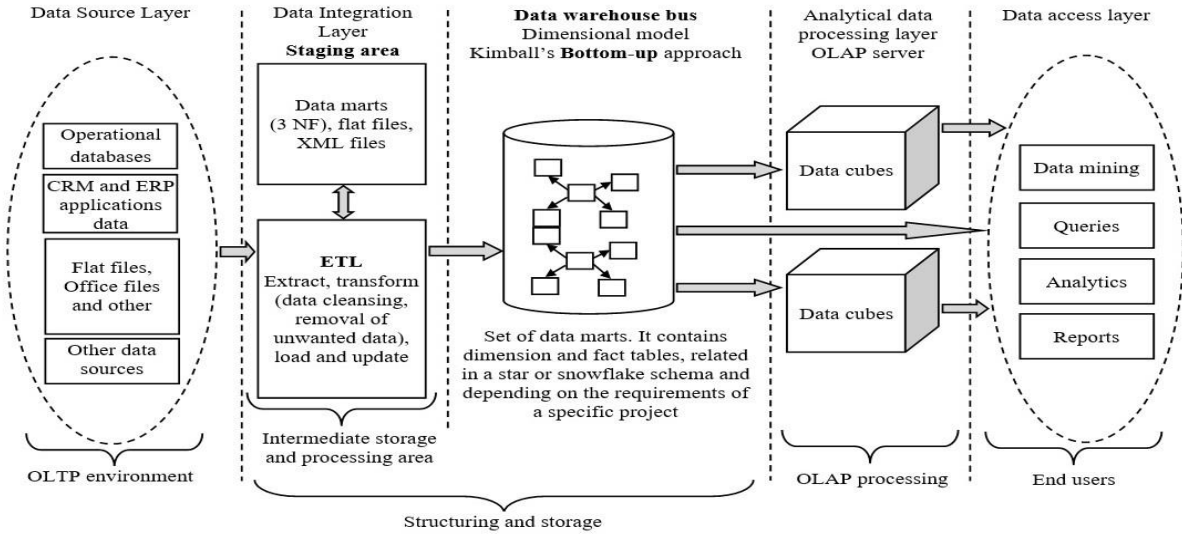 Data Source Layer
Operational
databases
CRM and ERP
applications
data
Flat files,
Office files
and other
Other data
sources
OLTP environment
Data Integration
Layer
Staging area
Data marts
(3 NF), flat files,
XML files
ETL
Extract, transform
(data cleansing,
removal of
unwanted data),
load and update
Intermediate storage
and processing area
Data warehouse bus
Dimensional model
Kimball's Bottom-up approach
Set of data marts. It contains
dimension and fact tables, related
in a star or snowflake schema and
depending on the requirements of
a specific project
Structuring and storage
Analytical data
processing layer
OLAP server
Data cubes
Data cubes
OLAP processing
Data access layer
Data mining
Queries
Analytics
Reports
End users